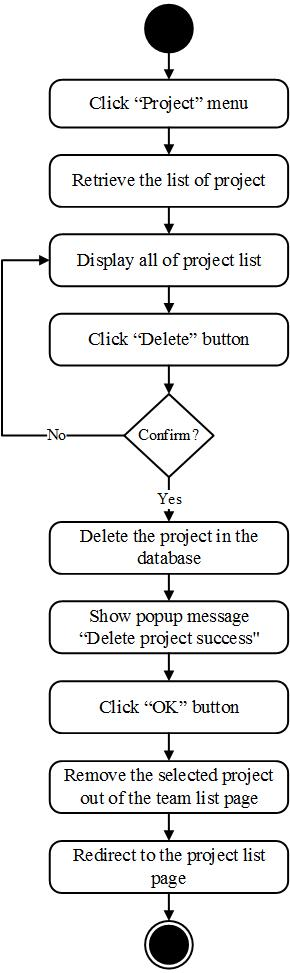 Click “Project” menu
Retrieve the list of project
Display all of project list
Click “Delete” button
Confirm?
No
Yes
Delete the project in the
database
Show popup message
“Delete project success"
Click “OK” button
Remove the selected project
out of the team list page
Redirect to the project list
page